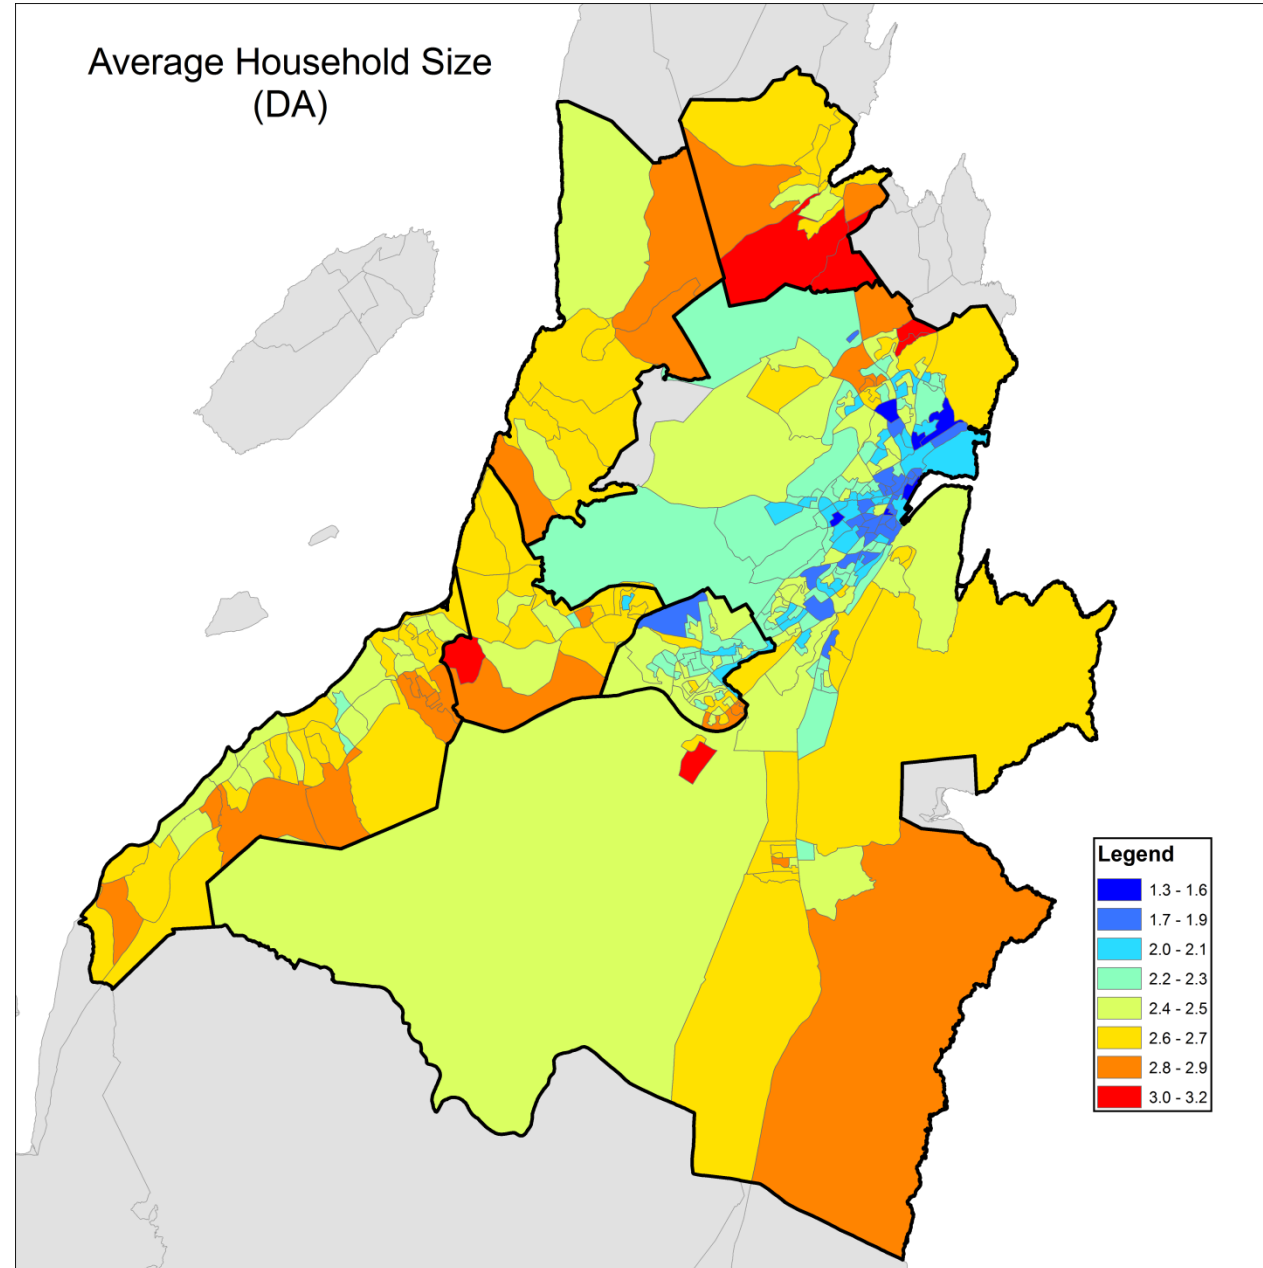 Average Household Size
(DA)
Legend
1.3 - 1.6
1.7 - 1.9
2.0 - 2.1
2.2 - 2.3
2.4 - 2.5
2.6 - 2.7
2.8 - 2.9
3.0 - 3.2